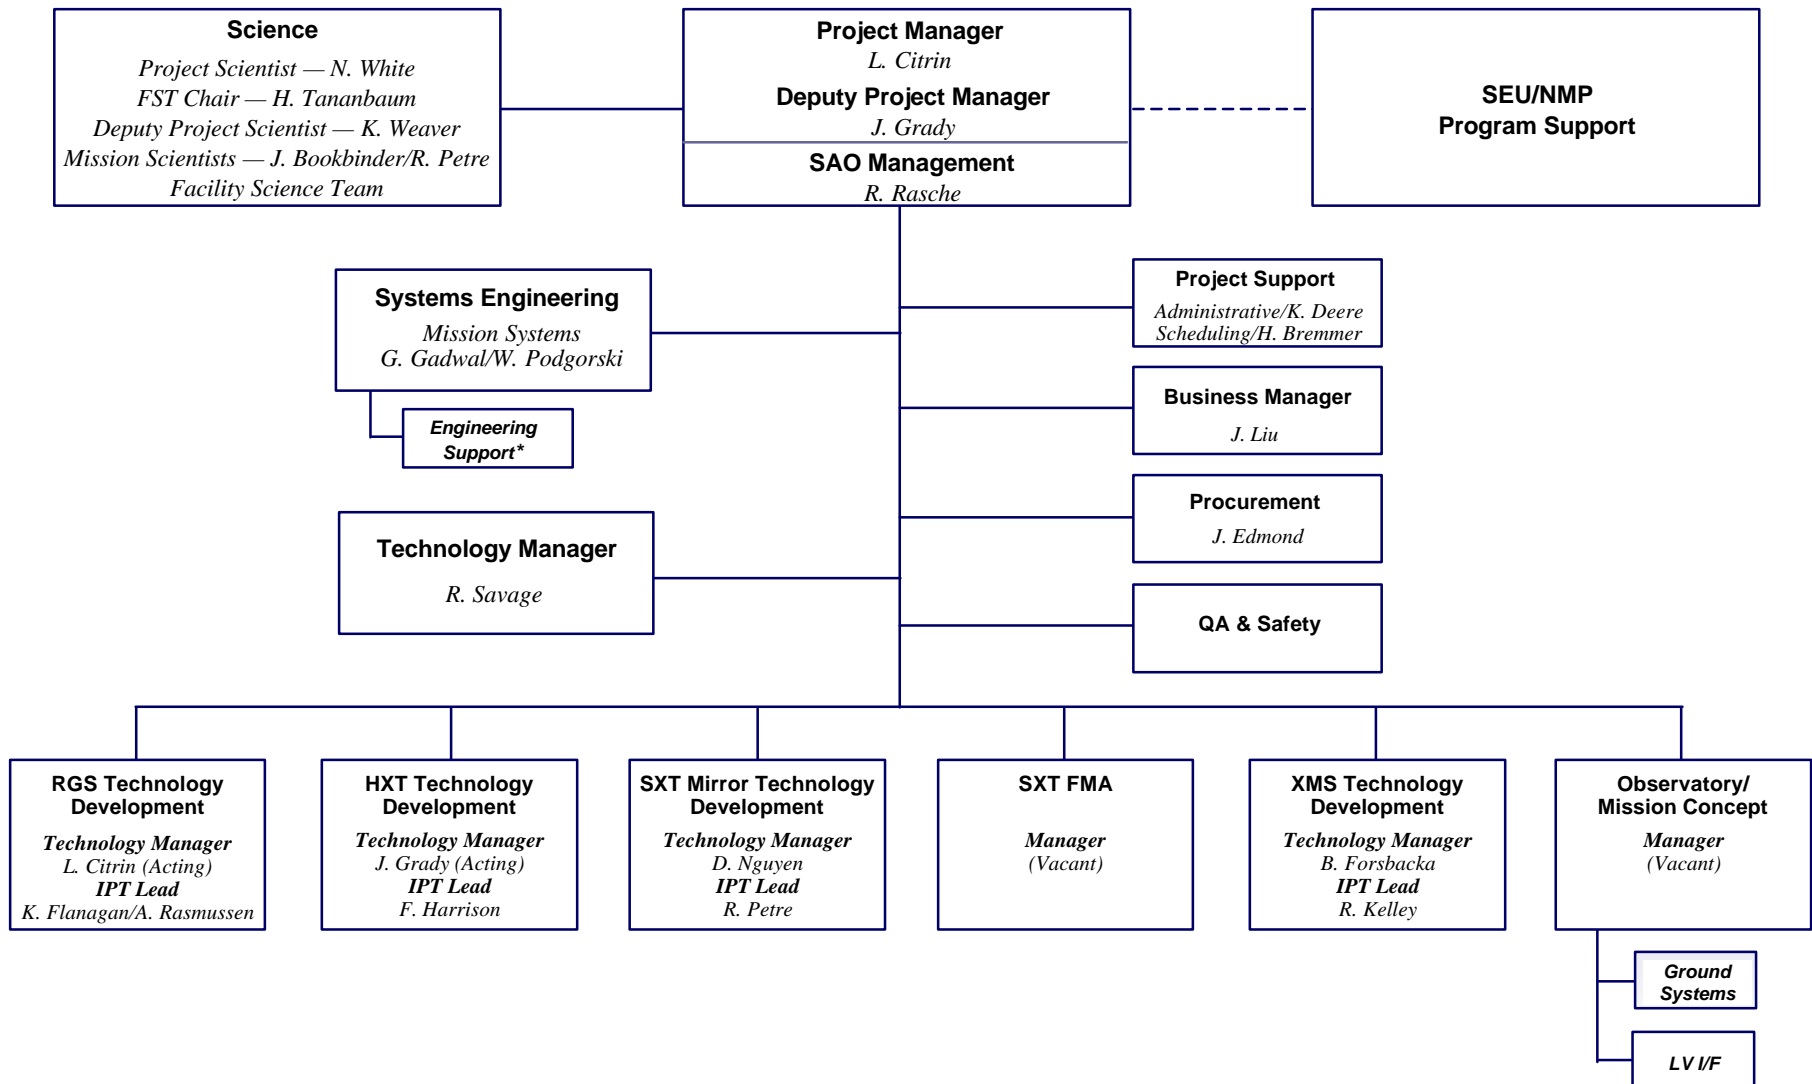 Science
Project Scientist — N. White
FST Chair — H. Tananbaum
Deputy Project Scientist — K. Weaver
Mission Scientists — J. Bookbinder/R. Petre
Facility Science Team
Project Manager
L. Citrin
Deputy Project Manager
J. Grady
SAO Management
R. Rasche
SEU/NMP
Program Support
Systems Engineering
Mission Systems
G. Gadwal/W. Podgorski
Engineering
Support*
Technology Manager
R. Savage
Project Support
Administrative/K. Deere
Scheduling/H. Bremmer
Business Manager
J. Liu
Procurement
J. Edmond
QA & Safety
RGS Technology
Development
Technology Manager
L. Citrin (Acting)
IPT Lead
K. Flanagan/A. Rasmussen
HXT Technology
Development
Technology Manager
J. Grady (Acting)
IPT Lead
F. Harrison
SXT Mirror Technology
Development
Technology Manager
D. Nguyen
IPT Lead
R. Petre
SXT FMA
Manager
(Vacant)
XMS Technology
Development
Technology Manager
B. Forsbacka
IPT Lead
R. Kelley
Observatory/
Mission Concept
Manager
(Vacant)
Ground
Systems
LV I/F